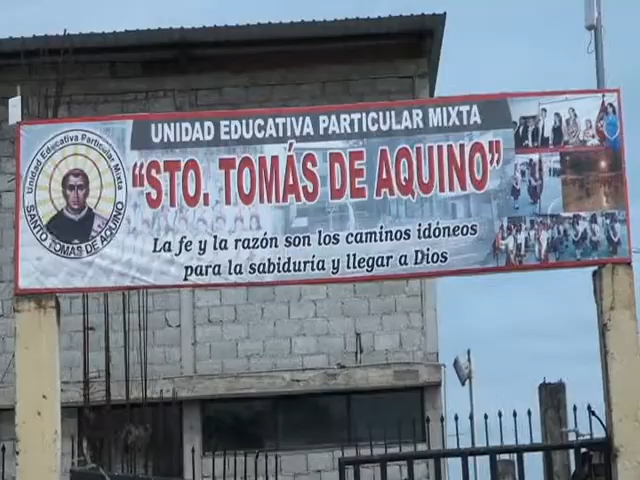 UNIDAD EDUCATIVA PARTICULAR MIXTA
"STO. TOMÁS DE AQUINO"
La fe y la razón son los caminos idóneos
para la sabiduría y llegar a Dios
Unidad Educativa Particular Mixta
SANTO TOMÁS DE AQUINO